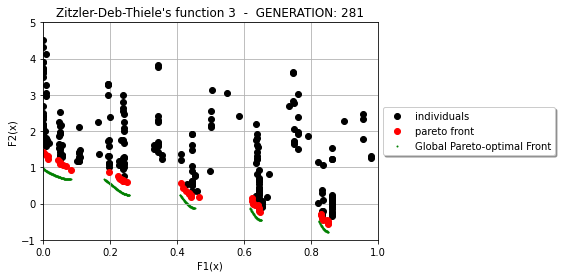 Zitzler-Deb-Thiele's function 3 - GENERATION: 281
5
4
3
2
1
0
−1
F2(x)
0.0 0.2 0.4 0.6 0.8 1.0
F1(x)
individuals
pareto front
Global Pareto-optimal Front